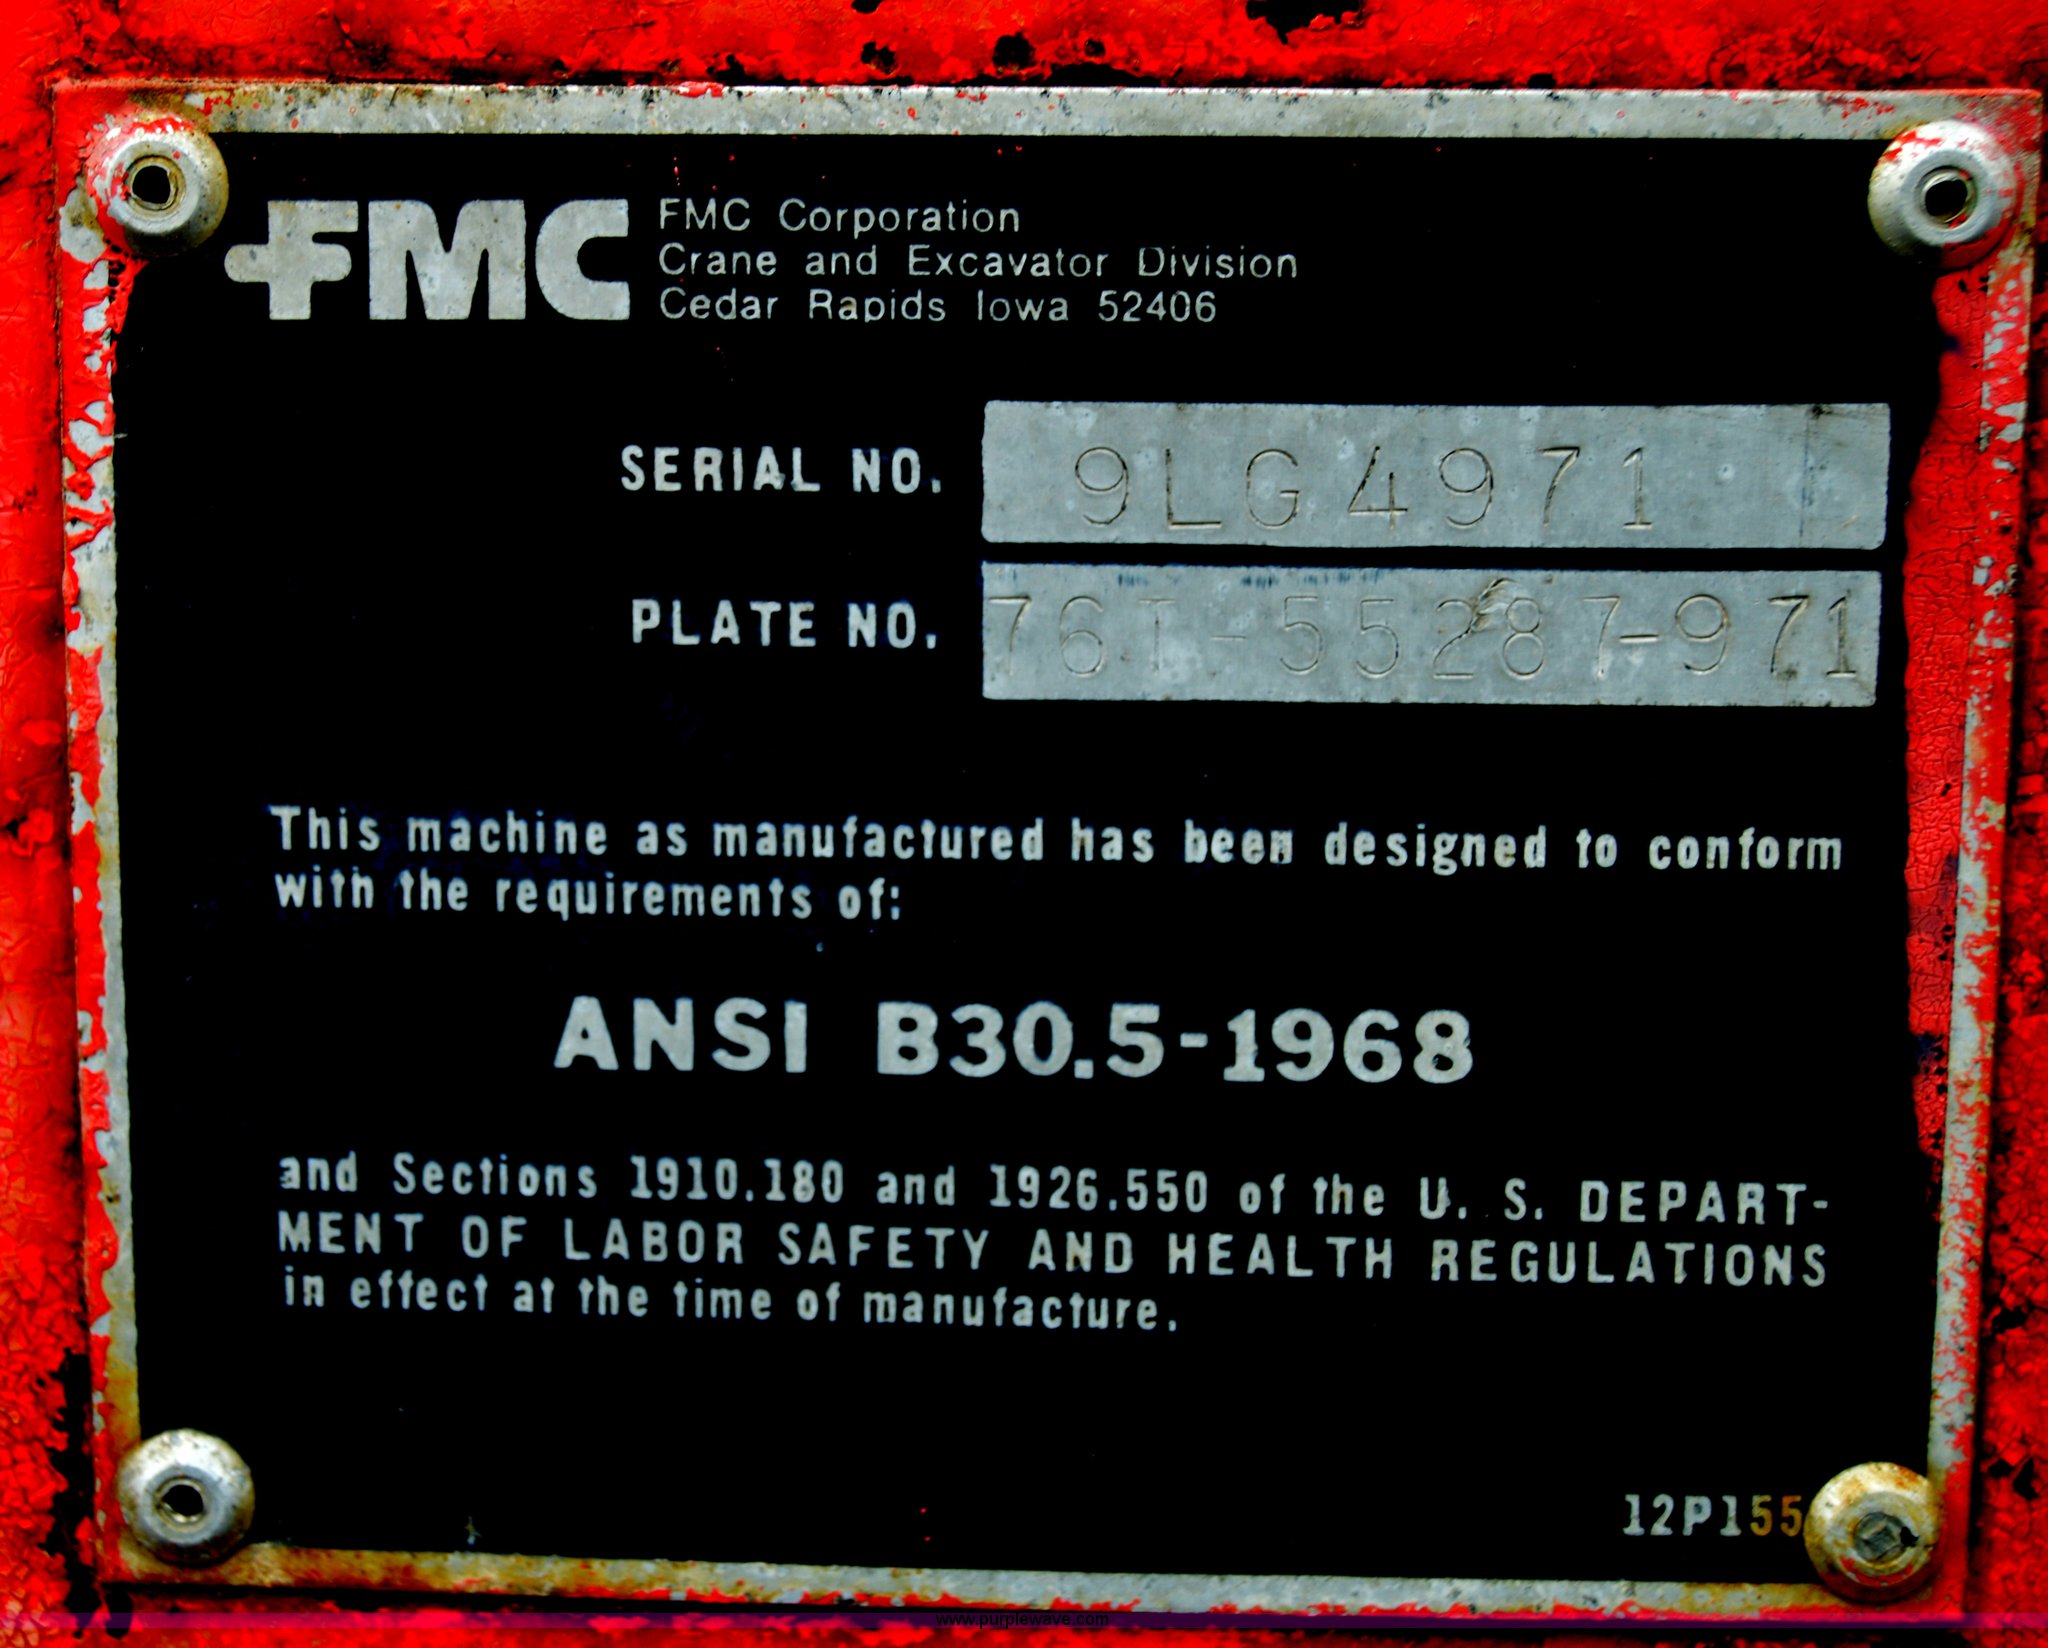 FMC
FMC Corporation
Crane and Excavator Division
Cedar Rapids Iowa 52406
SERIAL NO. 9LG4971
PLATE NO. 76T-55287-971
This machine as manufactured has been designed to conform
with the requirements of:
ANSI B30.5-1968
and Sections 1910.180 and 1926.550 of the U. S. DEPART-
MENT OF LABOR SAFETY AND HEALTH REGULATIONS
in effect at the time of manufacture.
12P155
www.purplewave.com